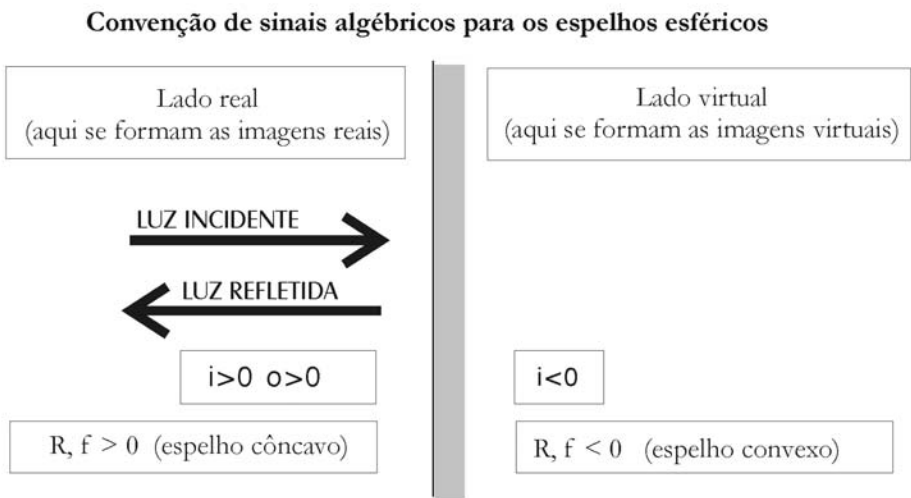 Convenção de sinais algébricos para os espelhos esféricos
Lado real
(aqui se formam as imagens reais)
Lado virtual
(aqui se formam as imagens virtuais)
LUZ INCIDENTE
LUZ REFLETIDA
i>0 o>0
i<0
R, f > 0 (espelho côncavo)
R, f < 0 (espelho convexo)